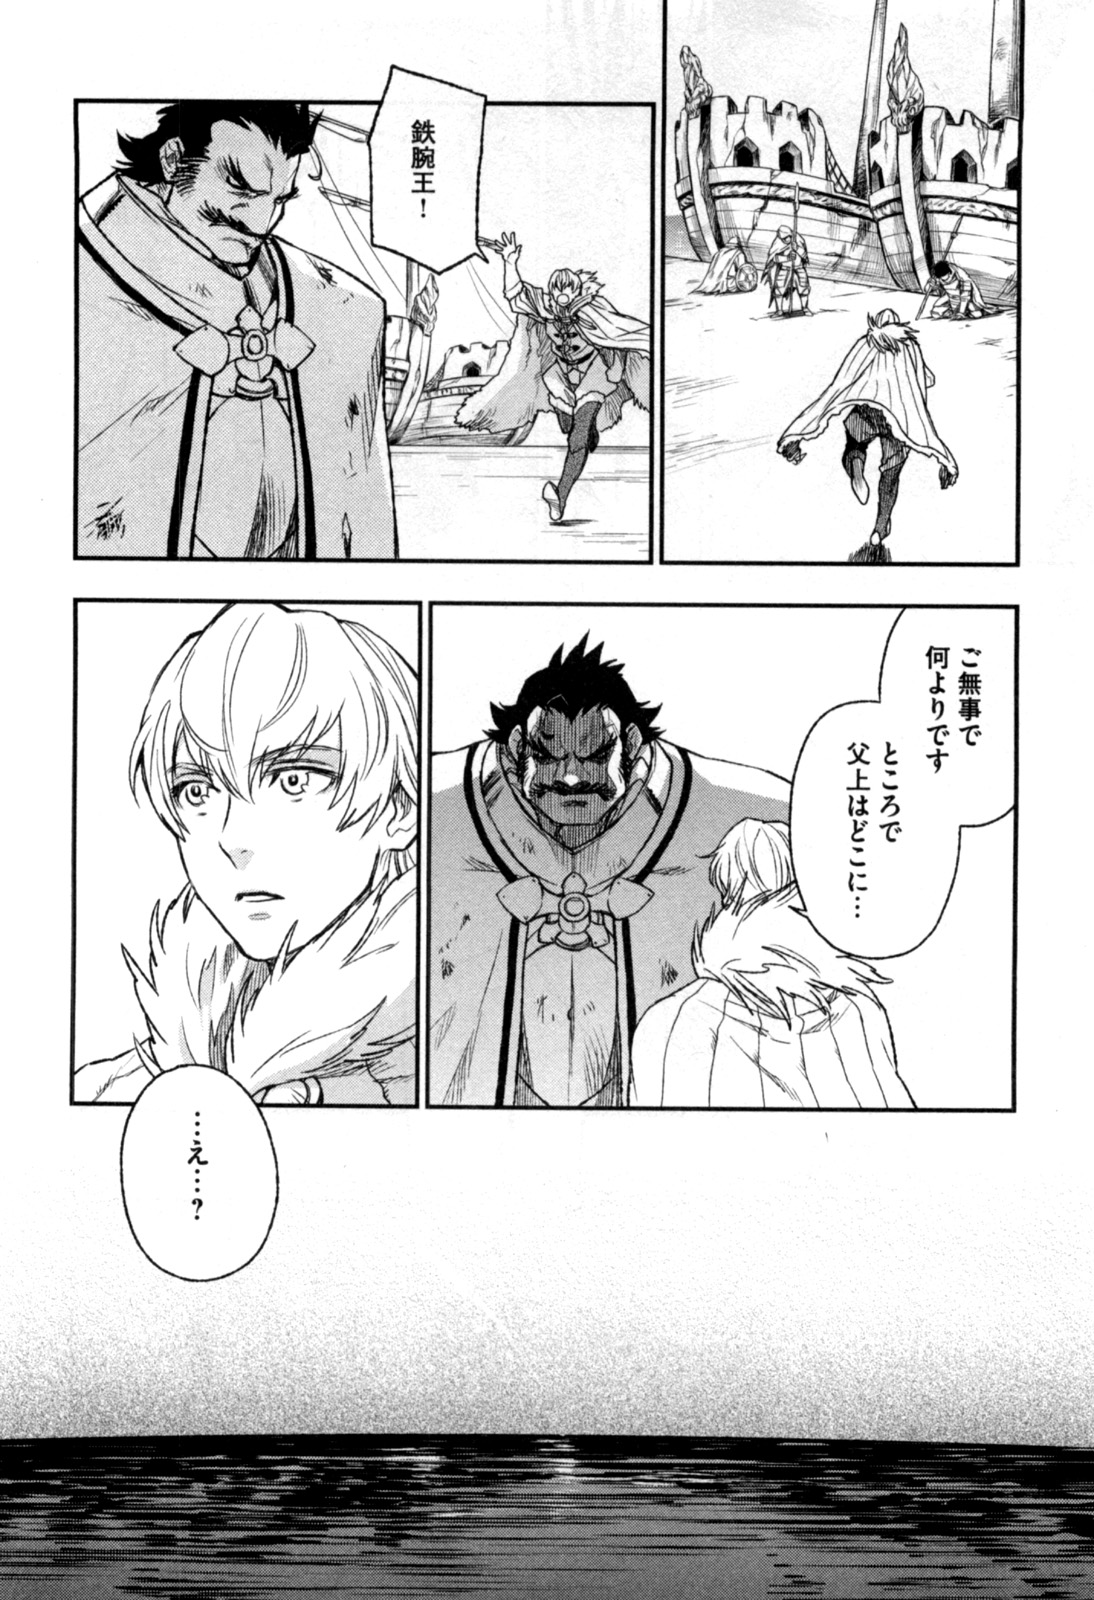 鉄腕王！
ご無事で
何よりです
ところで
父上はどこに…
…え…？